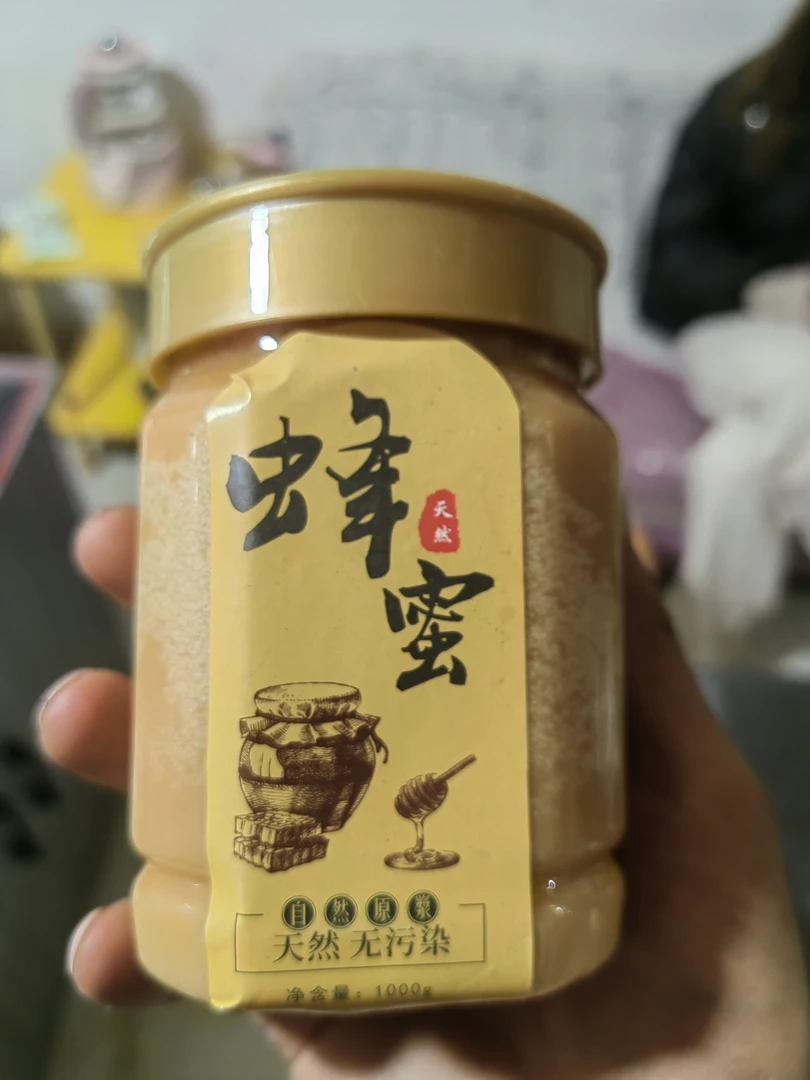 蜂蜜
天然
自然原浆
天然 无污染
净含量：1000g